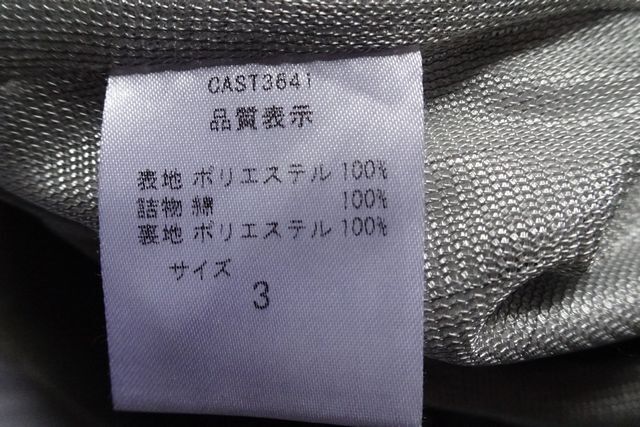 CAST3641
品質表示
表地 ポリエステル 100%
詰物 綿 100%
裏地 ポリエステル 100%
サイズ
3